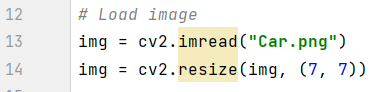 12 # Load image
13 img = cv2.imread("Car.png")
14 img = cv2.resize(img, (7, 7))